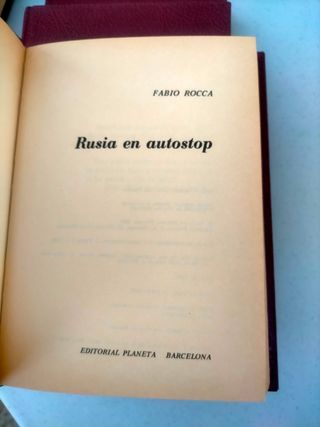 FABIO ROCCA
Rusia en autostop
EDITORIAL PLANETA BARCELONA